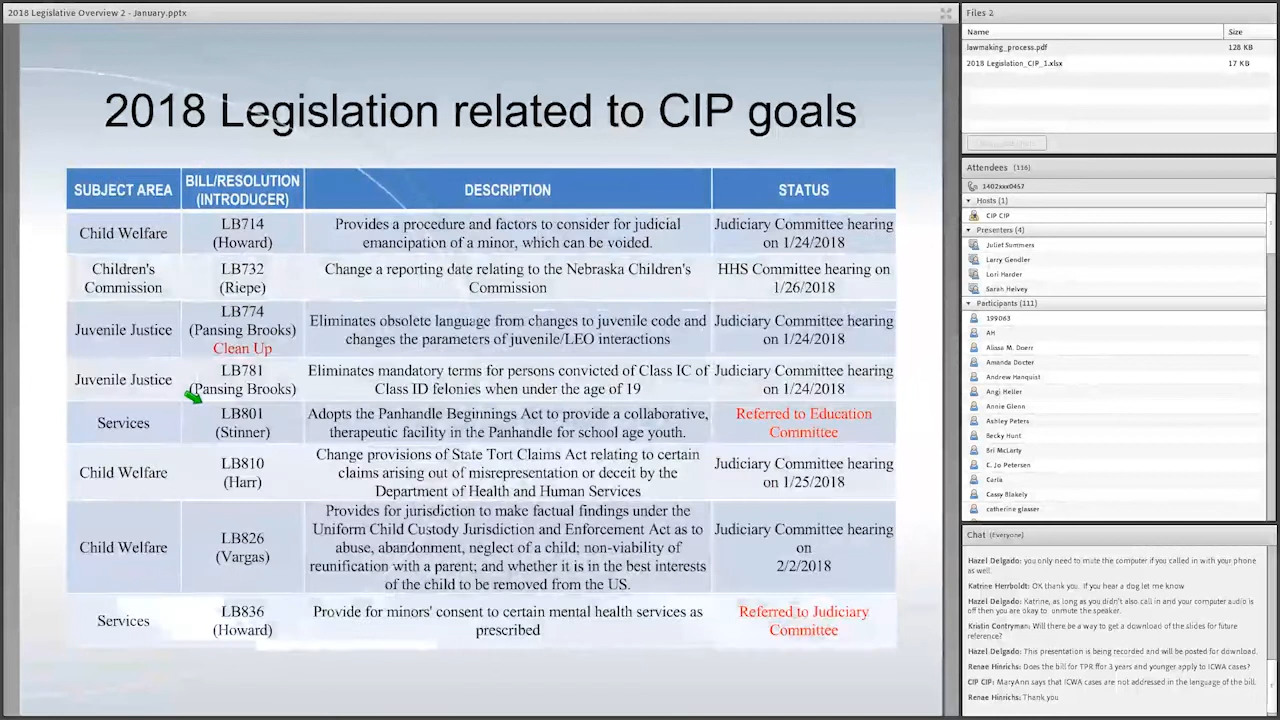 2018 Legislative Overview 2 - January.pptx
2018 Legislation related to CIP goals
SUBJECT AREA
BILL/RESOLUTION
(INTRODUCER)
DESCRIPTION
STATUS
Child Welfare
LB714
(Howard)
Provides a procedure and factors to consider for judicial
emancipation of a minor, which can be voided.
Judiciary Committee hearing
on 1/24/2018
Children's
Commission
LB732
(Riepe)
Change a reporting date relating to the Nebraska Children's
Commission
HHS Committee hearing on
1/26/2018
Juvenile Justice
LB774
(Pansing Brooks)
Clean Up
Eliminates obsolete language from changes to juvenile code and
changes the parameters of juvenile/LEO interactions
Judiciary Committee hearing
on 1/24/2018
Juvenile Justice
LB781
(Pansing Brooks)
Eliminates mandatory terms for persons convicted of Class IC of
Class ID felonies when under the age of 19
Judiciary Committee hearing
on 1/24/2018
Services
LB801
(Stinner)
Adopts the Panhandle Beginnings Act to provide a collaborative,
therapeutic facility in the Panhandle for school age youth.
Referred to Education
Committee
Child Welfare
LB810
(Harr)
Change provisions of State Tort Claims Act relating to certain
claims arising out of misrepresentation or deceit by the
Department of Health and Human Services
Judiciary Committee hearing
on 1/25/2018
Child Welfare
LB826
(Vargas)
Provides for jurisdiction to make factual findings under the
Uniform Child Custody Jurisdiction and Enforcement Act as to
abuse, abandonment, neglect of a child; non-viability of
reunification with a parent; and whether it is in the best interests
of the child to be removed from the US.
Judiciary Committee hearing
on
2/2/2018
Services
LB836
(Howard)
Provide for minors' consent to certain mental health services as
prescribed
Referred to Judiciary
Committee
Files 2
Name
Size
lawmaking_process.pdf
128 KB
2018 Legislation_CIP_1.xlsx
17 KB
Attendees (116)
1402xxx0457
Hosts (1)
CIP CIP
Presenters (4)
Juliet Summers
Larry Gendler
Lori Harder
Sarah Helvey
Participants (111)
199063
AH
Alissa M. Doerr
Amanda Docter
Andrew Hanquist
Angi Heller
Annie Glenn
Ashley Peters
Becky Hunt
Bri McLarty
C. Jo Petersen
Carla
Cassy Blakely
catherine glasser
Chat (Everyone)
Hazel Delgado: you only need to mute the computer if you called in with your phone
as well.
Katrine Herrboldt: OK thank you. If you hear a dog let me know
Hazel Delgado: Katrine, as long as you didn't also call in and your computer audio is
off then you are okay to unmute the speaker.
Kristin Contryman: Will there be a way to get a download of the slides for future
reference?
Hazel Delgado: This presentation is being recorded and will be posted for download.
Renae Hinrichs: Does the bill for TPR ffor 3 years and younger apply to ICWA cases?
CIP CIP: MaryAnn says that ICWA cases are not addressed in the language of the bill.
Renae Hinrichs: Thank you